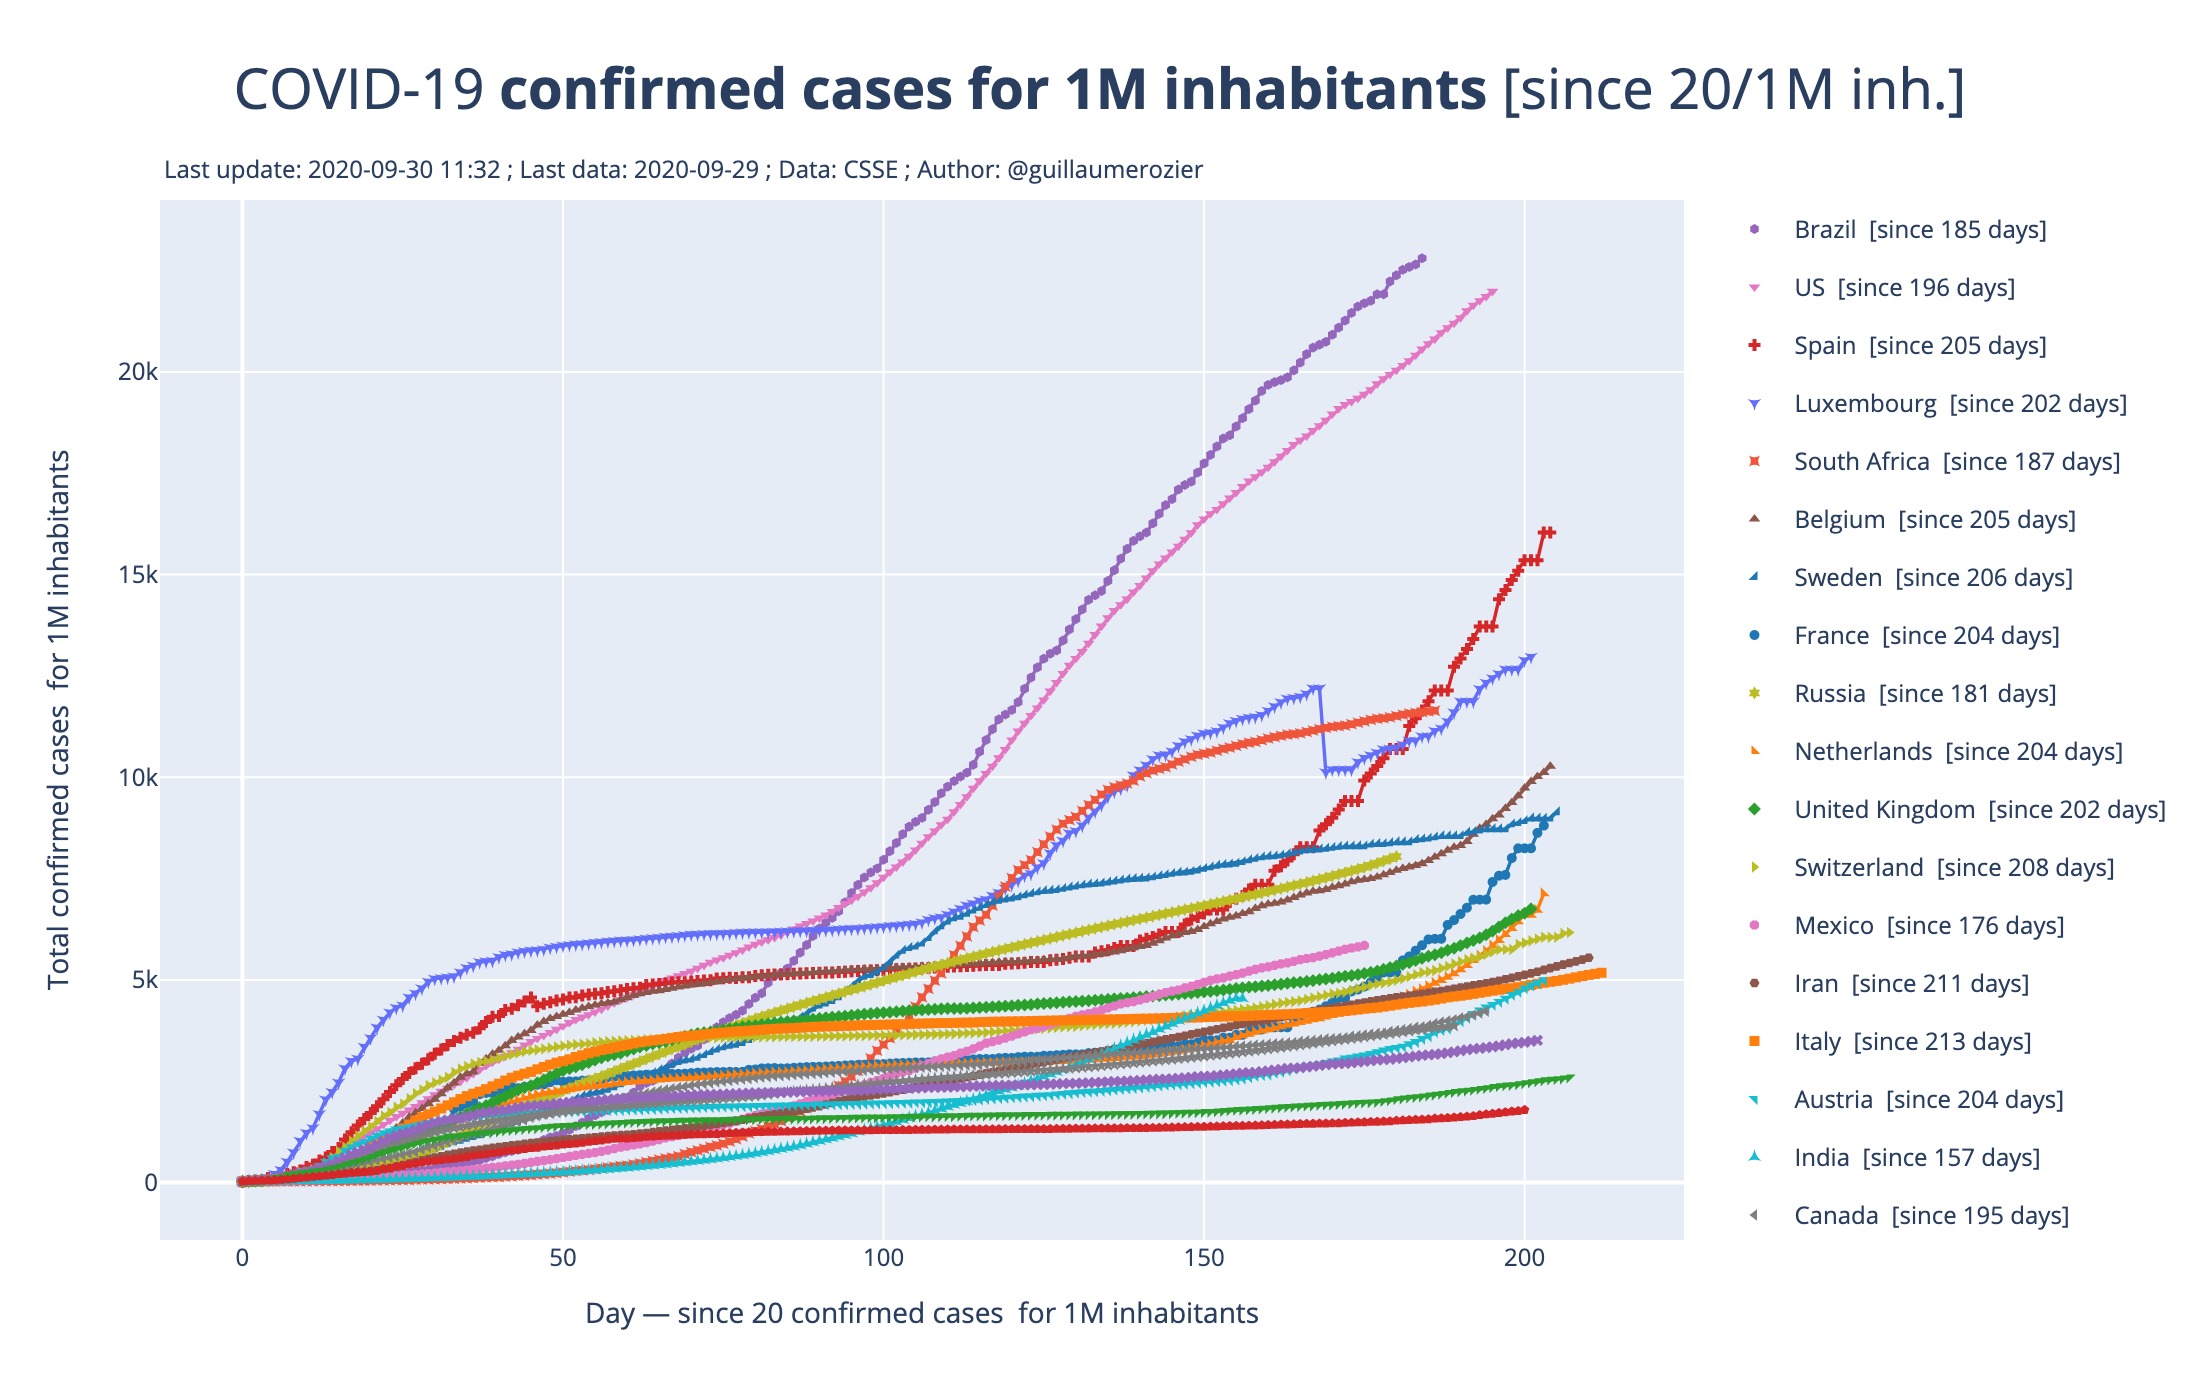 COVID-19 confirmed cases for 1M inhabitants [since 20/1M inh.]
Last update: 2020-09-30 11:32 ; Last data: 2020-09-29 ; Data: CSSE ; Author: @guillaumerozier
Total confirmed cases for 1M inhabitants
20k
15k
10k
5k
0
0
50
100
150
200
Day — since 20 confirmed cases for 1M inhabitants
Brazil [since 185 days]
US [since 196 days]
Spain [since 205 days]
Luxembourg [since 202 days]
South Africa [since 187 days]
Belgium [since 205 days]
Sweden [since 206 days]
France [since 204 days]
Russia [since 181 days]
Netherlands [since 204 days]
United Kingdom [since 202 days]
Switzerland [since 208 days]
Mexico [since 176 days]
Iran [since 211 days]
Italy [since 213 days]
Austria [since 204 days]
India [since 157 days]
Canada [since 195 days]